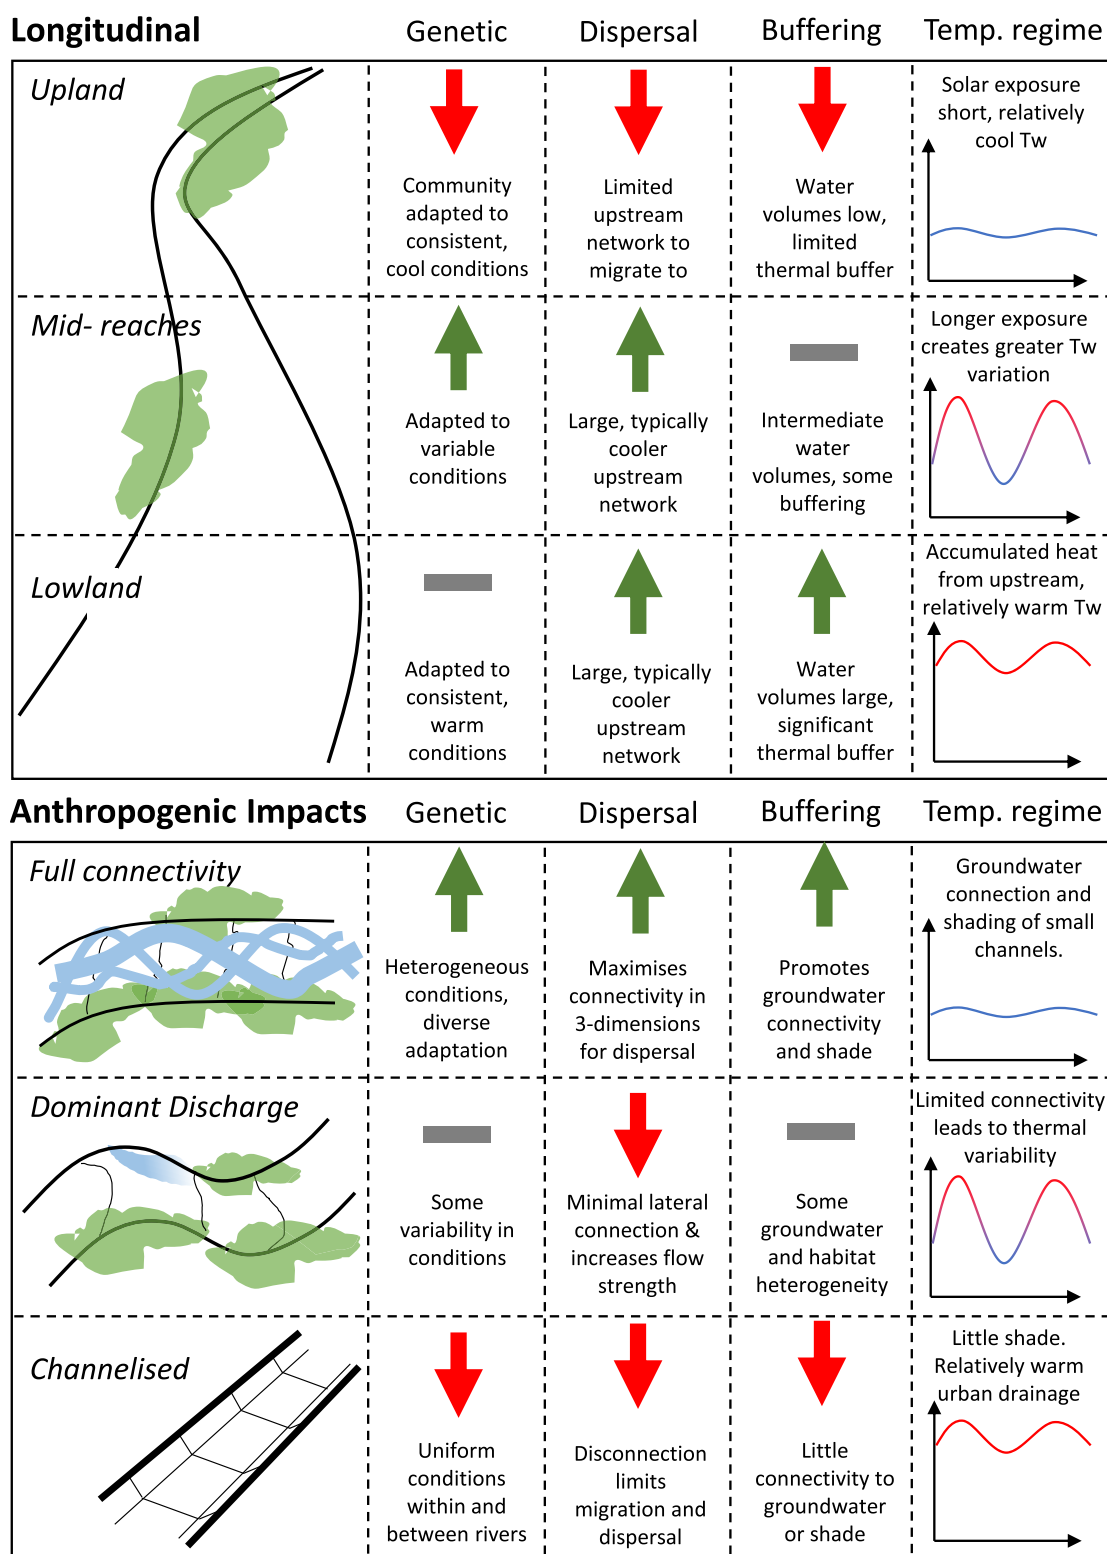 Longitudinal Genetic Dispersal Buffering Temp. regime
Upland
Community
adapted to
consistent,
cool conditions
Limited
upstream
network to
migrate to
Water
volumes low,
limited
thermal buffer
Solar exposure
short, relatively
cool Tw
Mid- reaches
Adapted to
variable
conditions
Large, typically
cooler
upstream
network
Intermediate
water
volumes, some
buffering
Longer exposure
creates greater Tw
variation
Lowland
Adapted to
consistent,
warm
conditions
Large, typically
cooler
upstream
network
Water
volumes large,
significant
thermal buffer
Accumulated heat
from upstream,
relatively warm Tw
Anthropogenic Impacts Genetic Dispersal Buffering Temp. regime
Full connectivity
Heterogeneous
conditions,
diverse
adaptation
Maximises
connectivity in
3-dimensions
for dispersal
Promotes
groundwater
connectivity
and shade
Groundwater
connection and
shading of small
channels.
Dominant Discharge
Some
variability in
conditions
Minimal lateral
connection &
increases flow
strength
Some
groundwater
and habitat
heterogeneity
Limited connectivity
leads to thermal
variability
Channelised
Uniform
conditions
within and
between rivers
Disconnection
limits
migration and
dispersal
Little
connectivity to
groundwater
or shade
Little shade.
Relatively warm
urban drainage